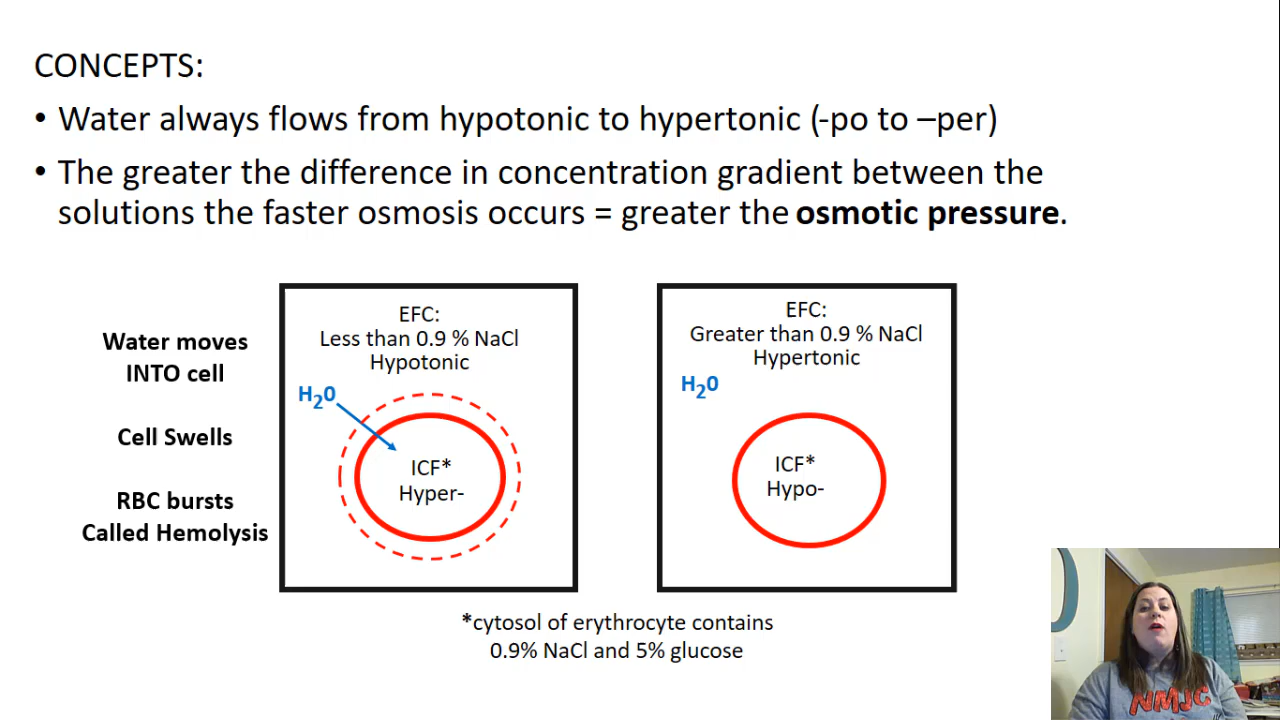 CONCEPTS:
• Water always flows from hypotonic to hypertonic (-po to –per)
• The greater the difference in concentration gradient between the
solutions the faster osmosis occurs = greater the osmotic pressure.
Water moves
INTO cell
Cell Swells
RBC bursts
Called Hemolysis
EFC:
Less than 0.9 % NaCl
Hypotonic
H20
ICF*
Hyper-
EFC:
Greater than 0.9 % NaCl
Hypertonic
H20
ICF*
Hypo-
*cytosol of erythrocyte contains
0.9% NaCl and 5% glucose
NMJC